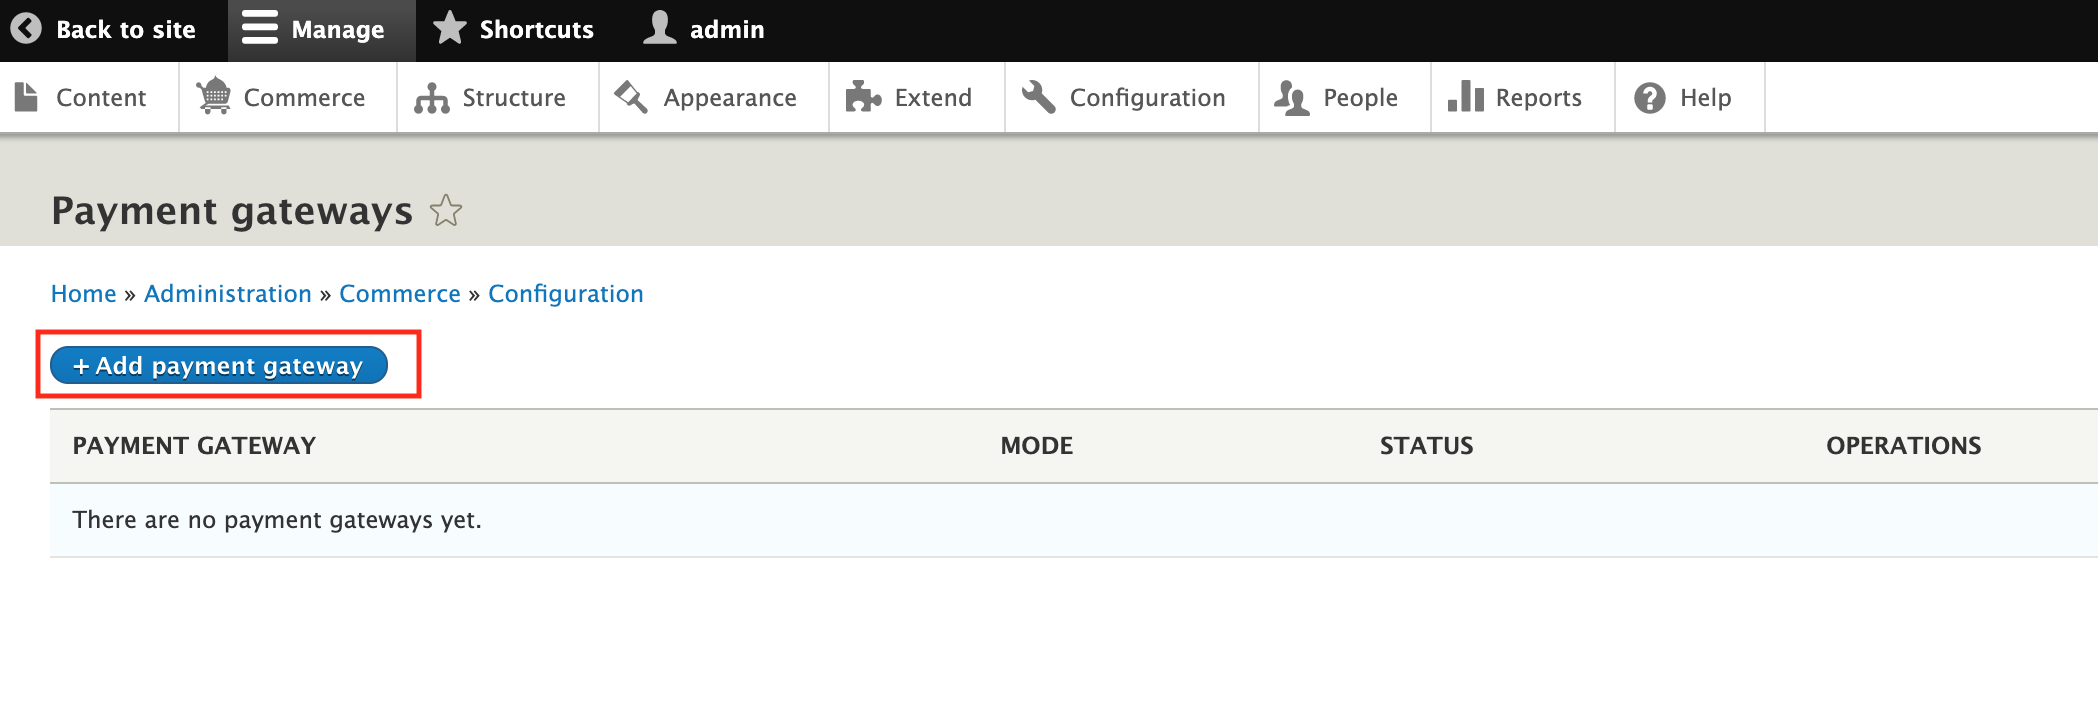 Back to site Manage Shortcuts admin
Content Commerce Structure Appearance Extend Configuration People Reports Help
Payment gateways
Home » Administration » Commerce » Configuration
+ Add payment gateway
PAYMENT GATEWAY MODE STATUS OPERATIONS
There are no payment gateways yet.